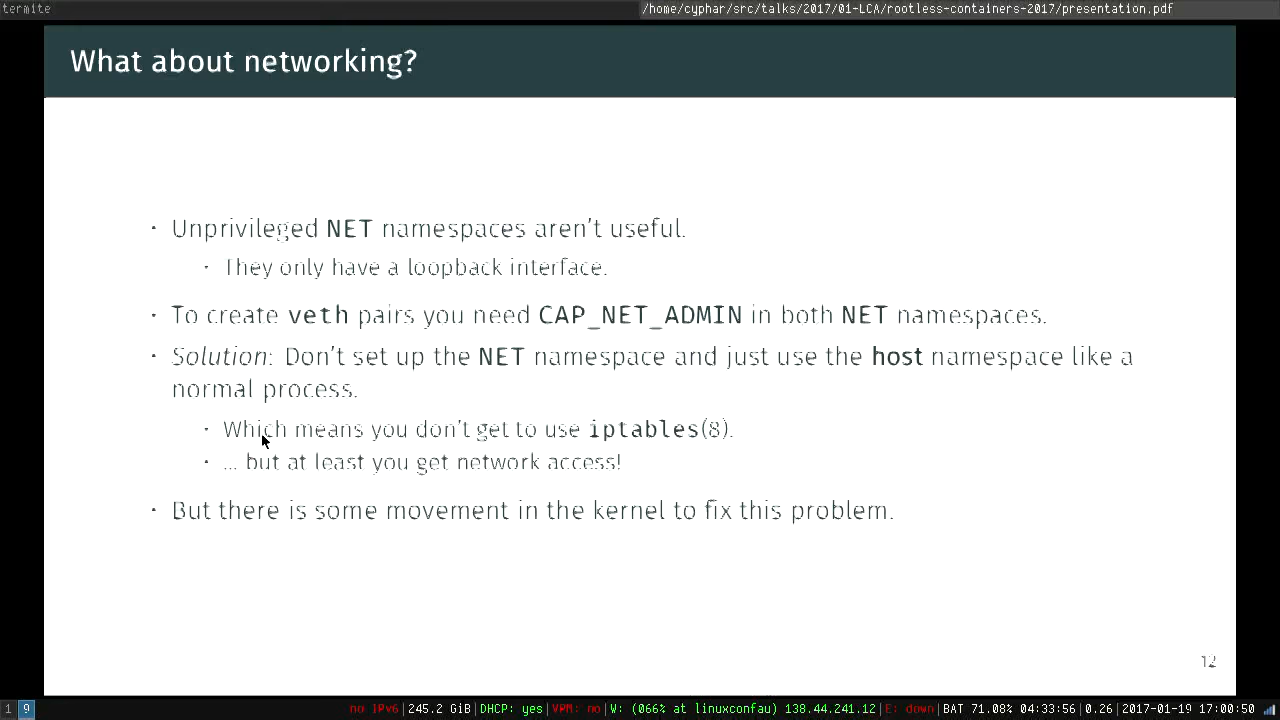 termite
/home/cyphar/src/talks/2017/01-LCA/rootless-containers-2017/presentation.pdf
What about networking?
· Unprivileged NET namespaces aren't useful.
· They only have a loopback interface.
· To create veth pairs you need CAP_NET_ADMIN in both NET namespaces.
· Solution: Don't set up the NET namespace and just use the host namespace like a
normal process.
· Which means you don't get to use iptables(8).
· ... but at least you get network access!
· But there is some movement in the kernel to fix this problem.
12
1 9 no IPv6|245.2 GiB|DHCP: yes|VPN: no|W: (066% at linuxconfau) 138.44.241.12|E: down|BAT 71.08% 04:33:56|0.26|2017-01-19 17:00:50